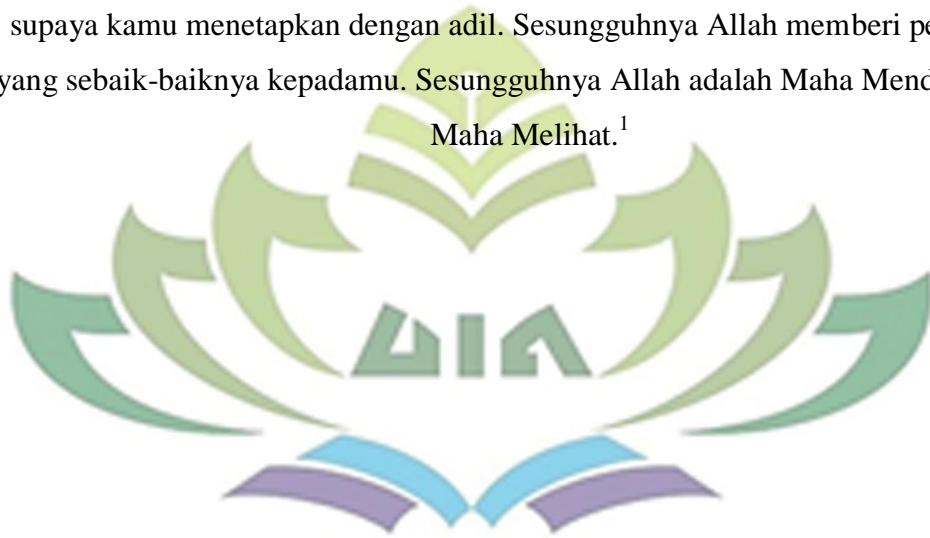 supaya kamu menetapkan dengan adil. Sesungguhnya Allah memberi
yang sebaik-baiknya kepadamu. Sesungguhnya Allah adalah Maha
Maha Melihat.¹
UIN